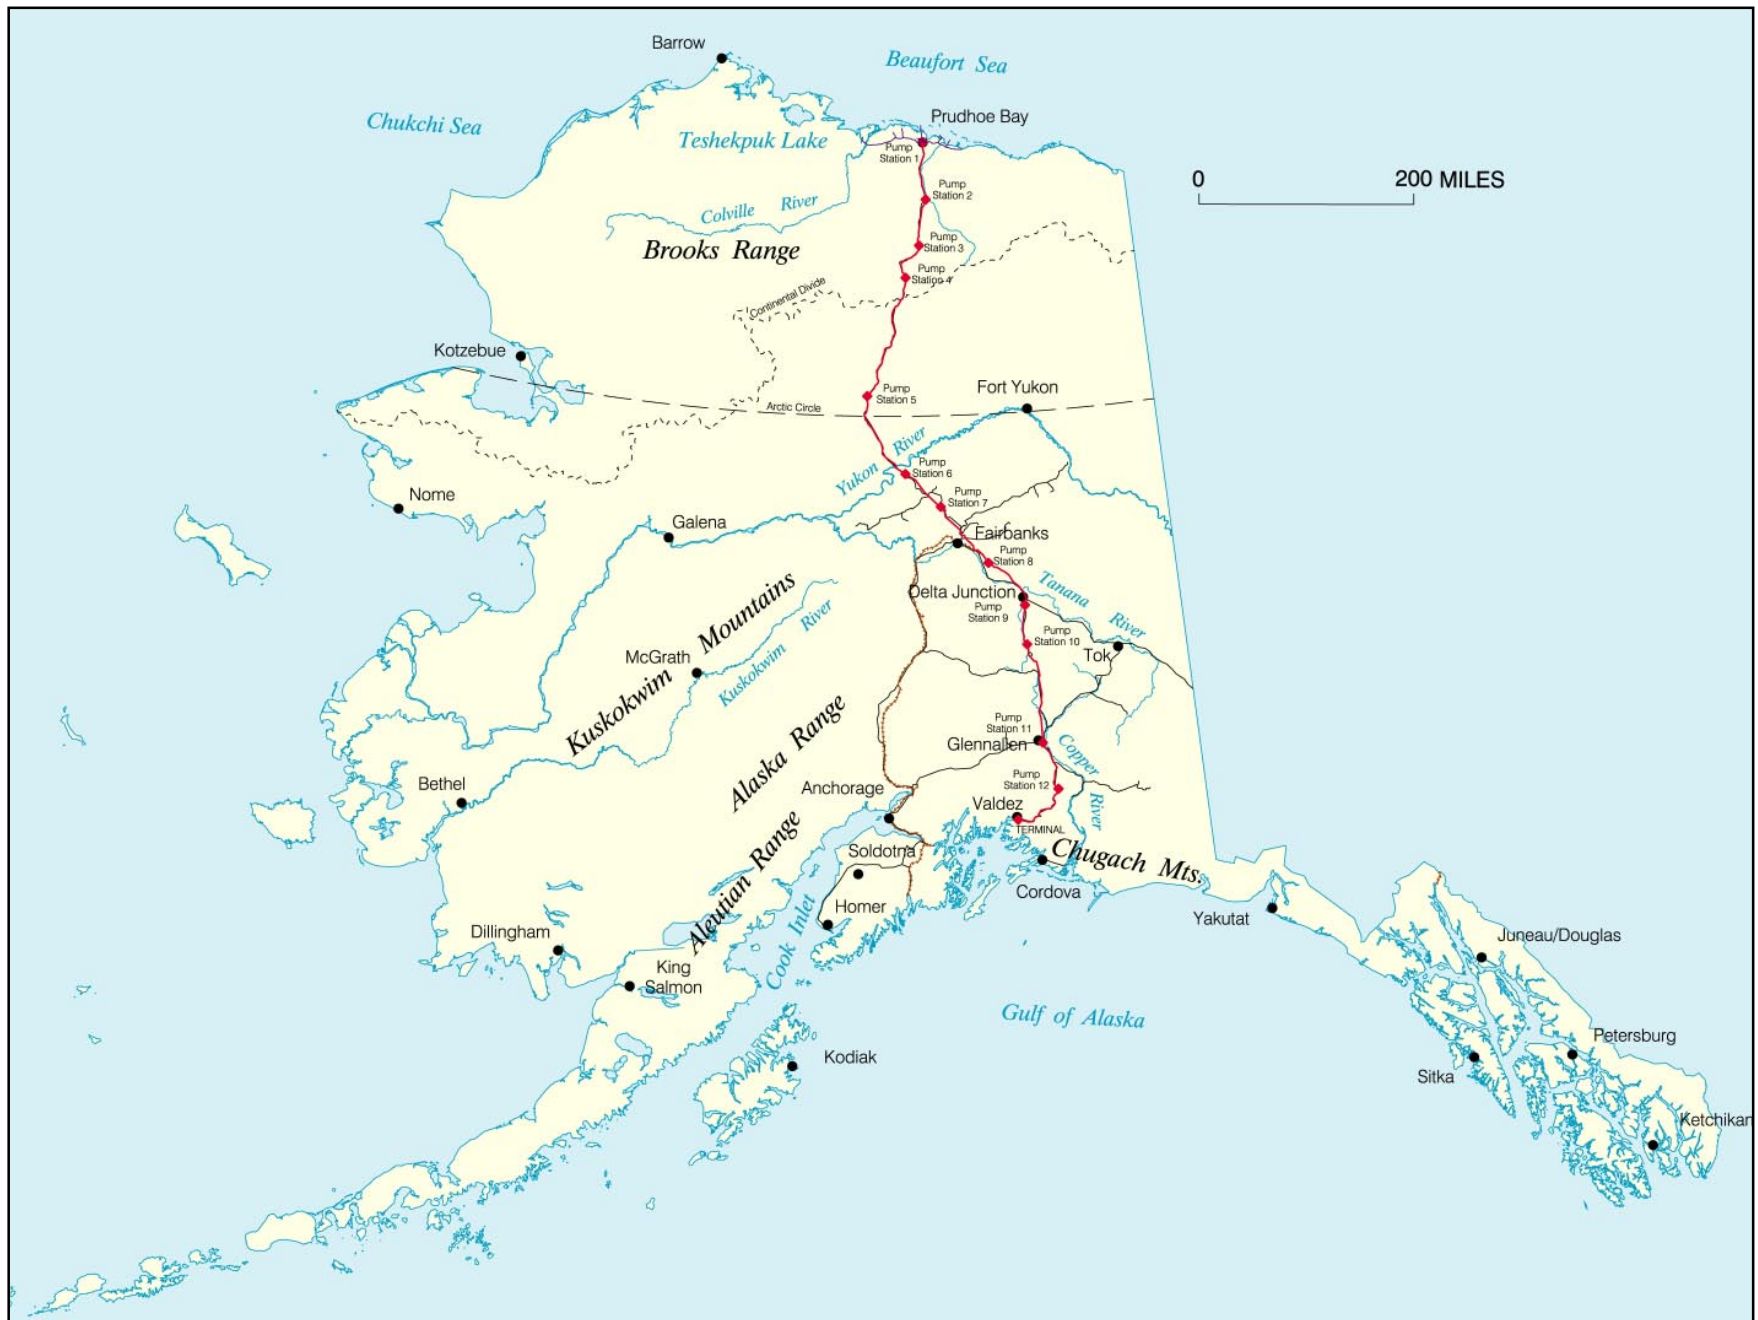 Barrow
Beaufort Sea
Chukchi Sea
Prudhoe Bay
Teshekpuk Lake
Pump
Station 1
0
200 MILES
Pump
Station 2
Colville River
Pump
Station 3
Brooks Range
Pump
Station 4
Continental Divide
Kotzebue
Fort Yukon
Pump
Station 5
Arctic Circle
Yukon River
Pump
Station 6
Nome
Pump
Station 7
Galena
Fairbanks
Pump
Station 8
Tanana River
Delta Junction
Pump
Station 9
Pump
Station 10
Tok
Kuskokwim Mountains
McGrath
Kuskokwim River
Alaska Range
Pump
Station 11
Glennallen
Copper River
Pump
Station 12
Bethel
Anchorage
Valdez
TERMINAL
Aleutian Range
Soldotna
Chugach Mts.
Cordova
Homer
Cook Inlet
Yakutat
Dillingham
Juneau/Douglas
King
Salmon
Gulf of Alaska
Petersburg
Kodiak
Sitka
Ketchikan